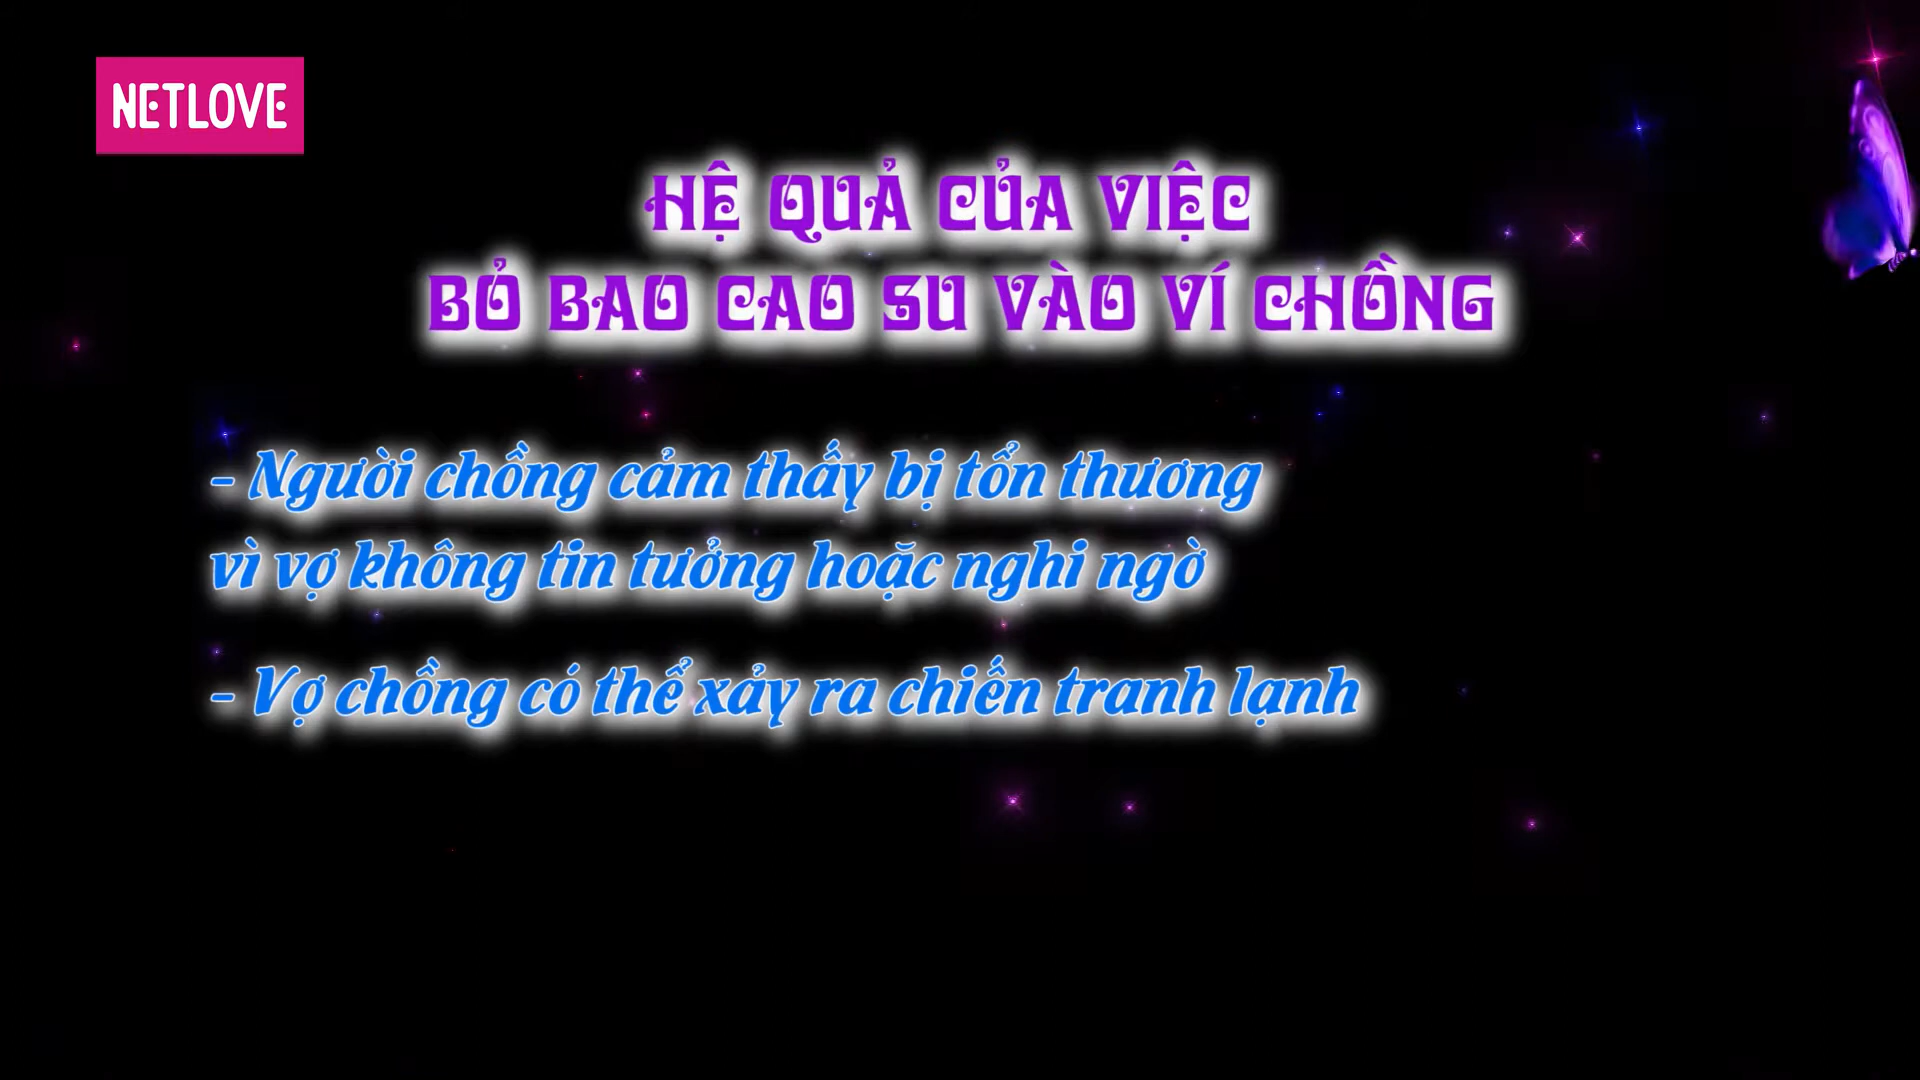 NETLOVE
HỆ QUẢ CỦA VIỆC
BỎ BAO CAO SU VÀO VÍ CHỒNG
- Người chồng cảm thấy bị tổn thương
vì vợ không tin tưởng hoặc nghi ngờ
- Vợ chồng có thể xảy ra chiến tranh lạnh